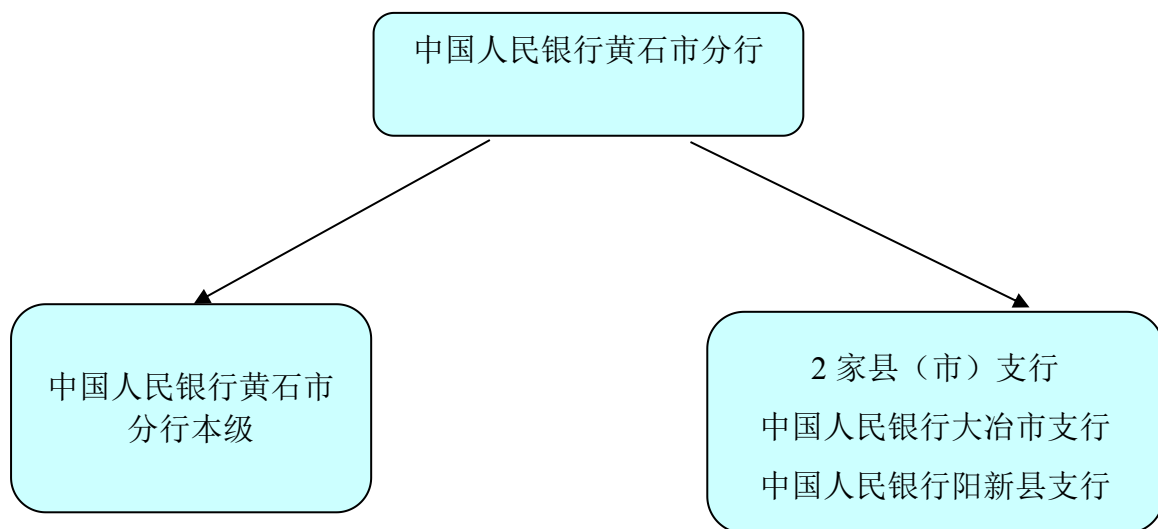 中国人民银行黄石市分行
中国人民银行黄石市
分行本级
2 家县（市）支行
中国人民银行大冶市支行
中国人民银行阳新县支行